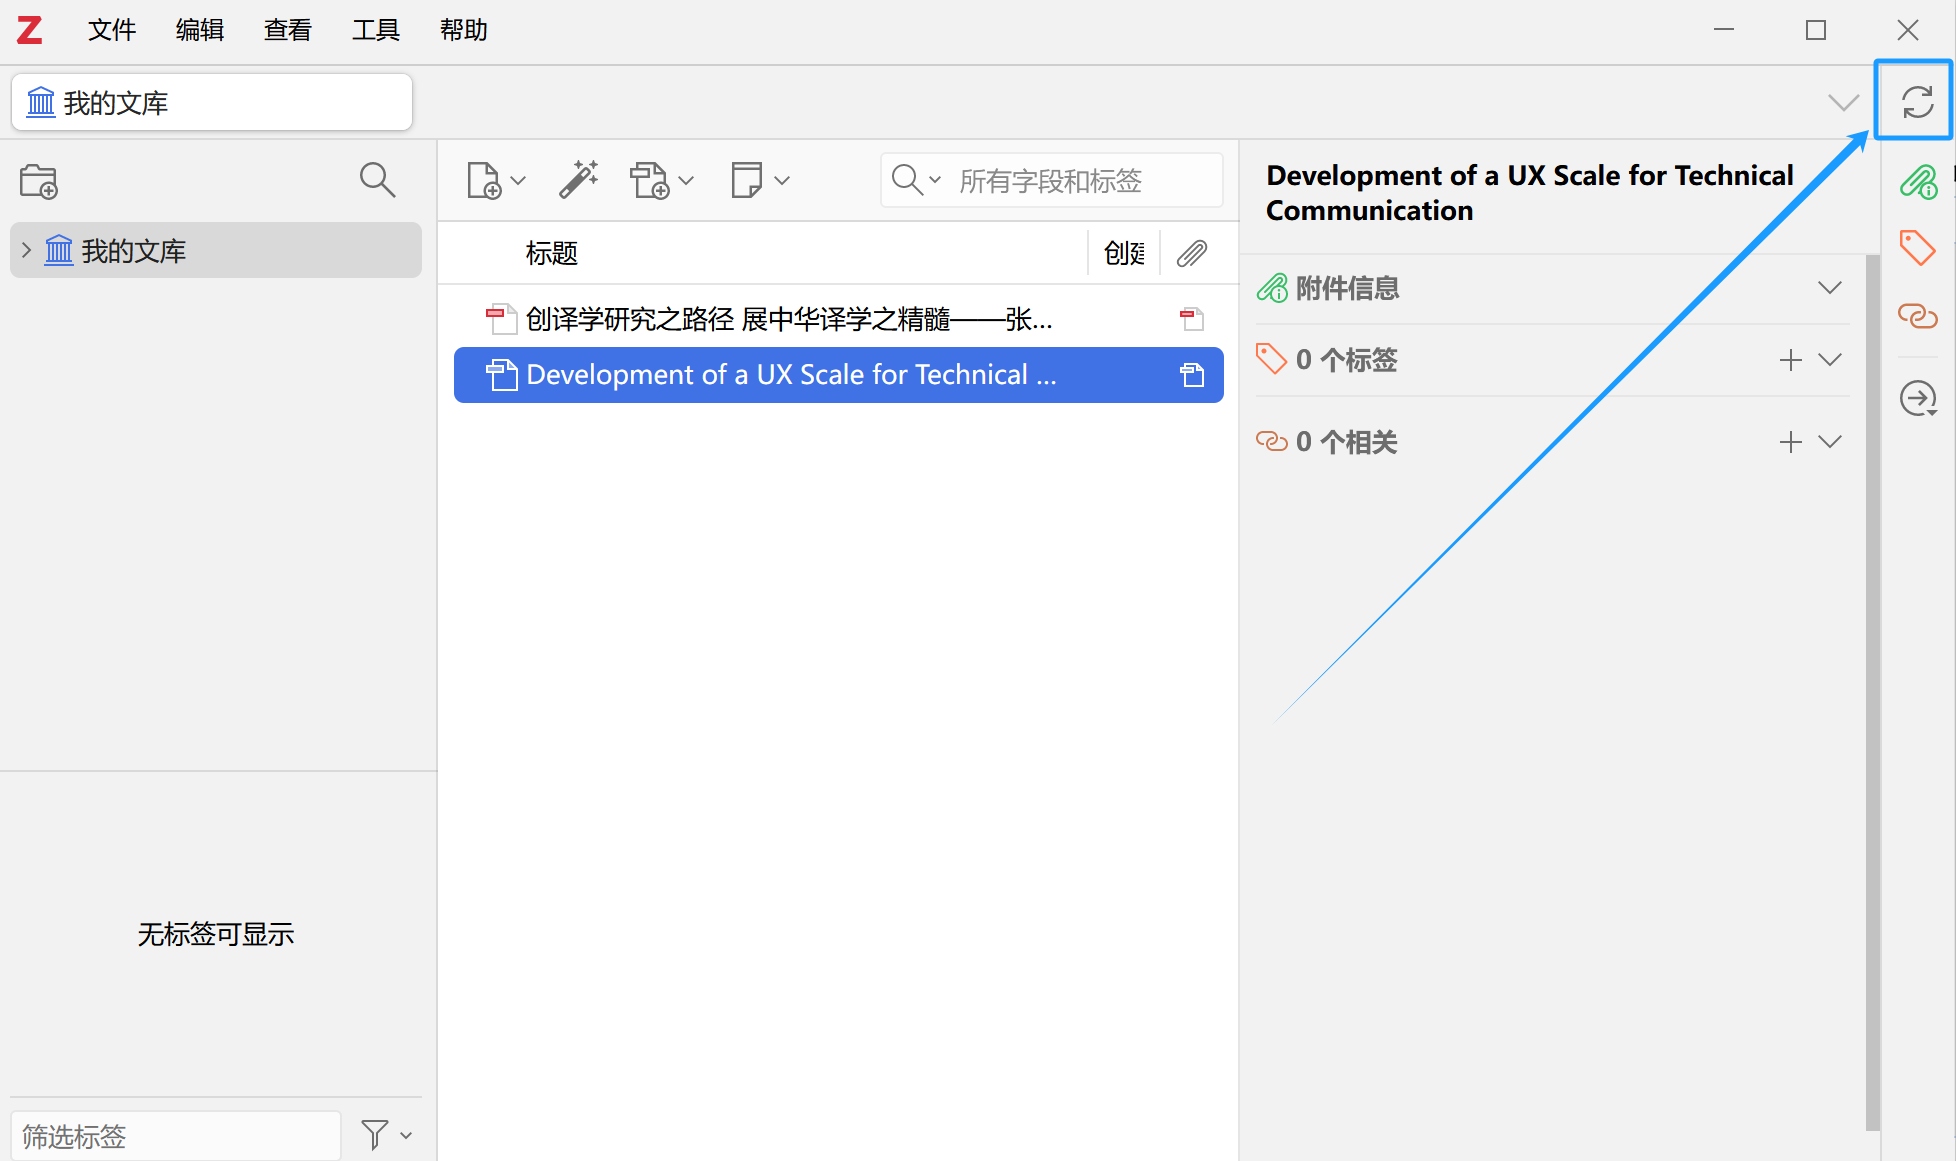 Z 文件 编辑 查看 工具 帮助
我的文库
所有字段和标签
我的文库
标题 创建
创译学研究之路径 展中华译学之精髓——张...
Development of a UX Scale for Technical ...
Development of a UX Scale for Technical
Communication
附件信息
0 个标签
0 个相关
无标签可显示
筛选标签